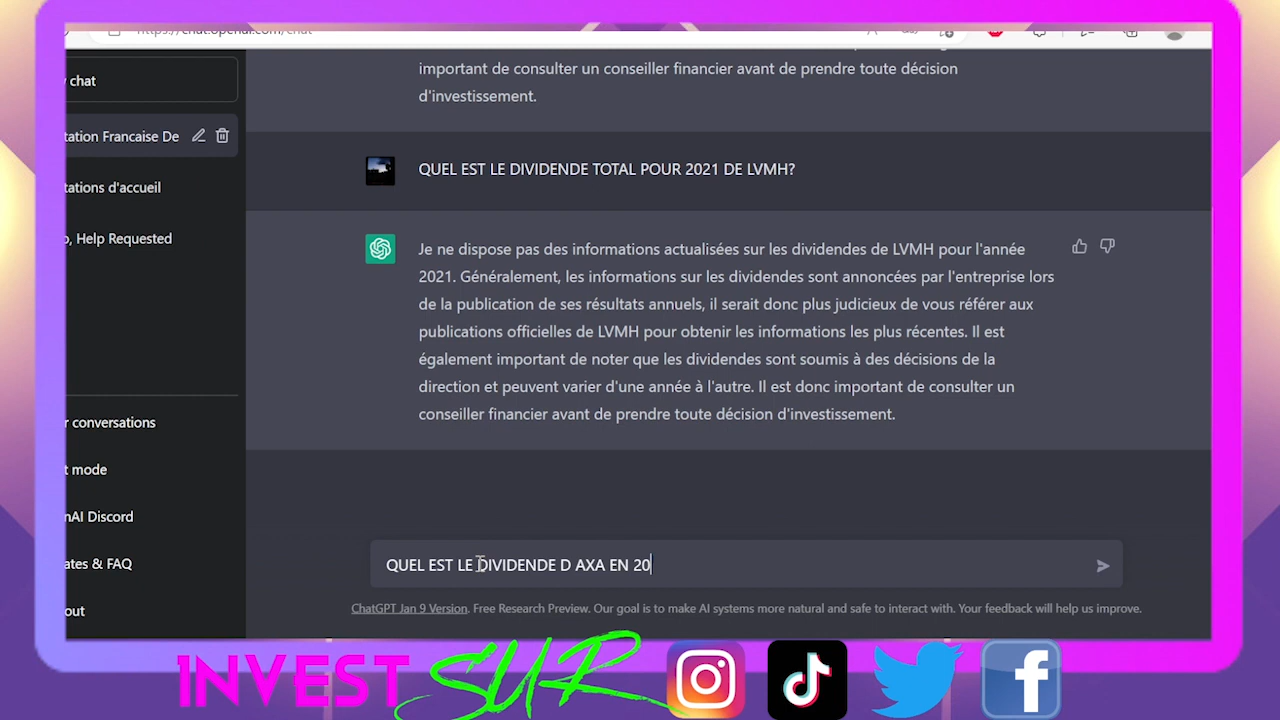 https://chat.openai.com/chat
chat
important de consulter un conseiller financier avant de prendre toute décision
d'investissement.
tation Francaise De
QUEL EST LE DIVIDENDE TOTAL POUR 2021 DE LVMH?
tations d'accueil
o, Help Requested
Je ne dispose pas des informations actualisées sur les dividendes de LVMH pour l'année
2021. Généralement, les informations sur les dividendes sont annoncées par l'entreprise lors
de la publication de ses résultats annuels, il serait donc plus judicieux de vous référer aux
publications officielles de LVMH pour obtenir les informations les plus récentes. Il est
également important de noter que les dividendes sont soumis à des décisions de la
direction et peuvent varier d'une année à l'autre. Il est donc important de consulter un
conseiller financier avant de prendre toute décision d'investissement.
r conversations
t mode
nAI Discord
ates & FAQ
out
QUEL EST LE DIVIDENDE D AXA EN 20
ChatGPT Jan 9 Version. Free Research Preview. Our goal is to make AI systems more natural and safe to interact with. Your feedback will help us improve.
INVEST SUR